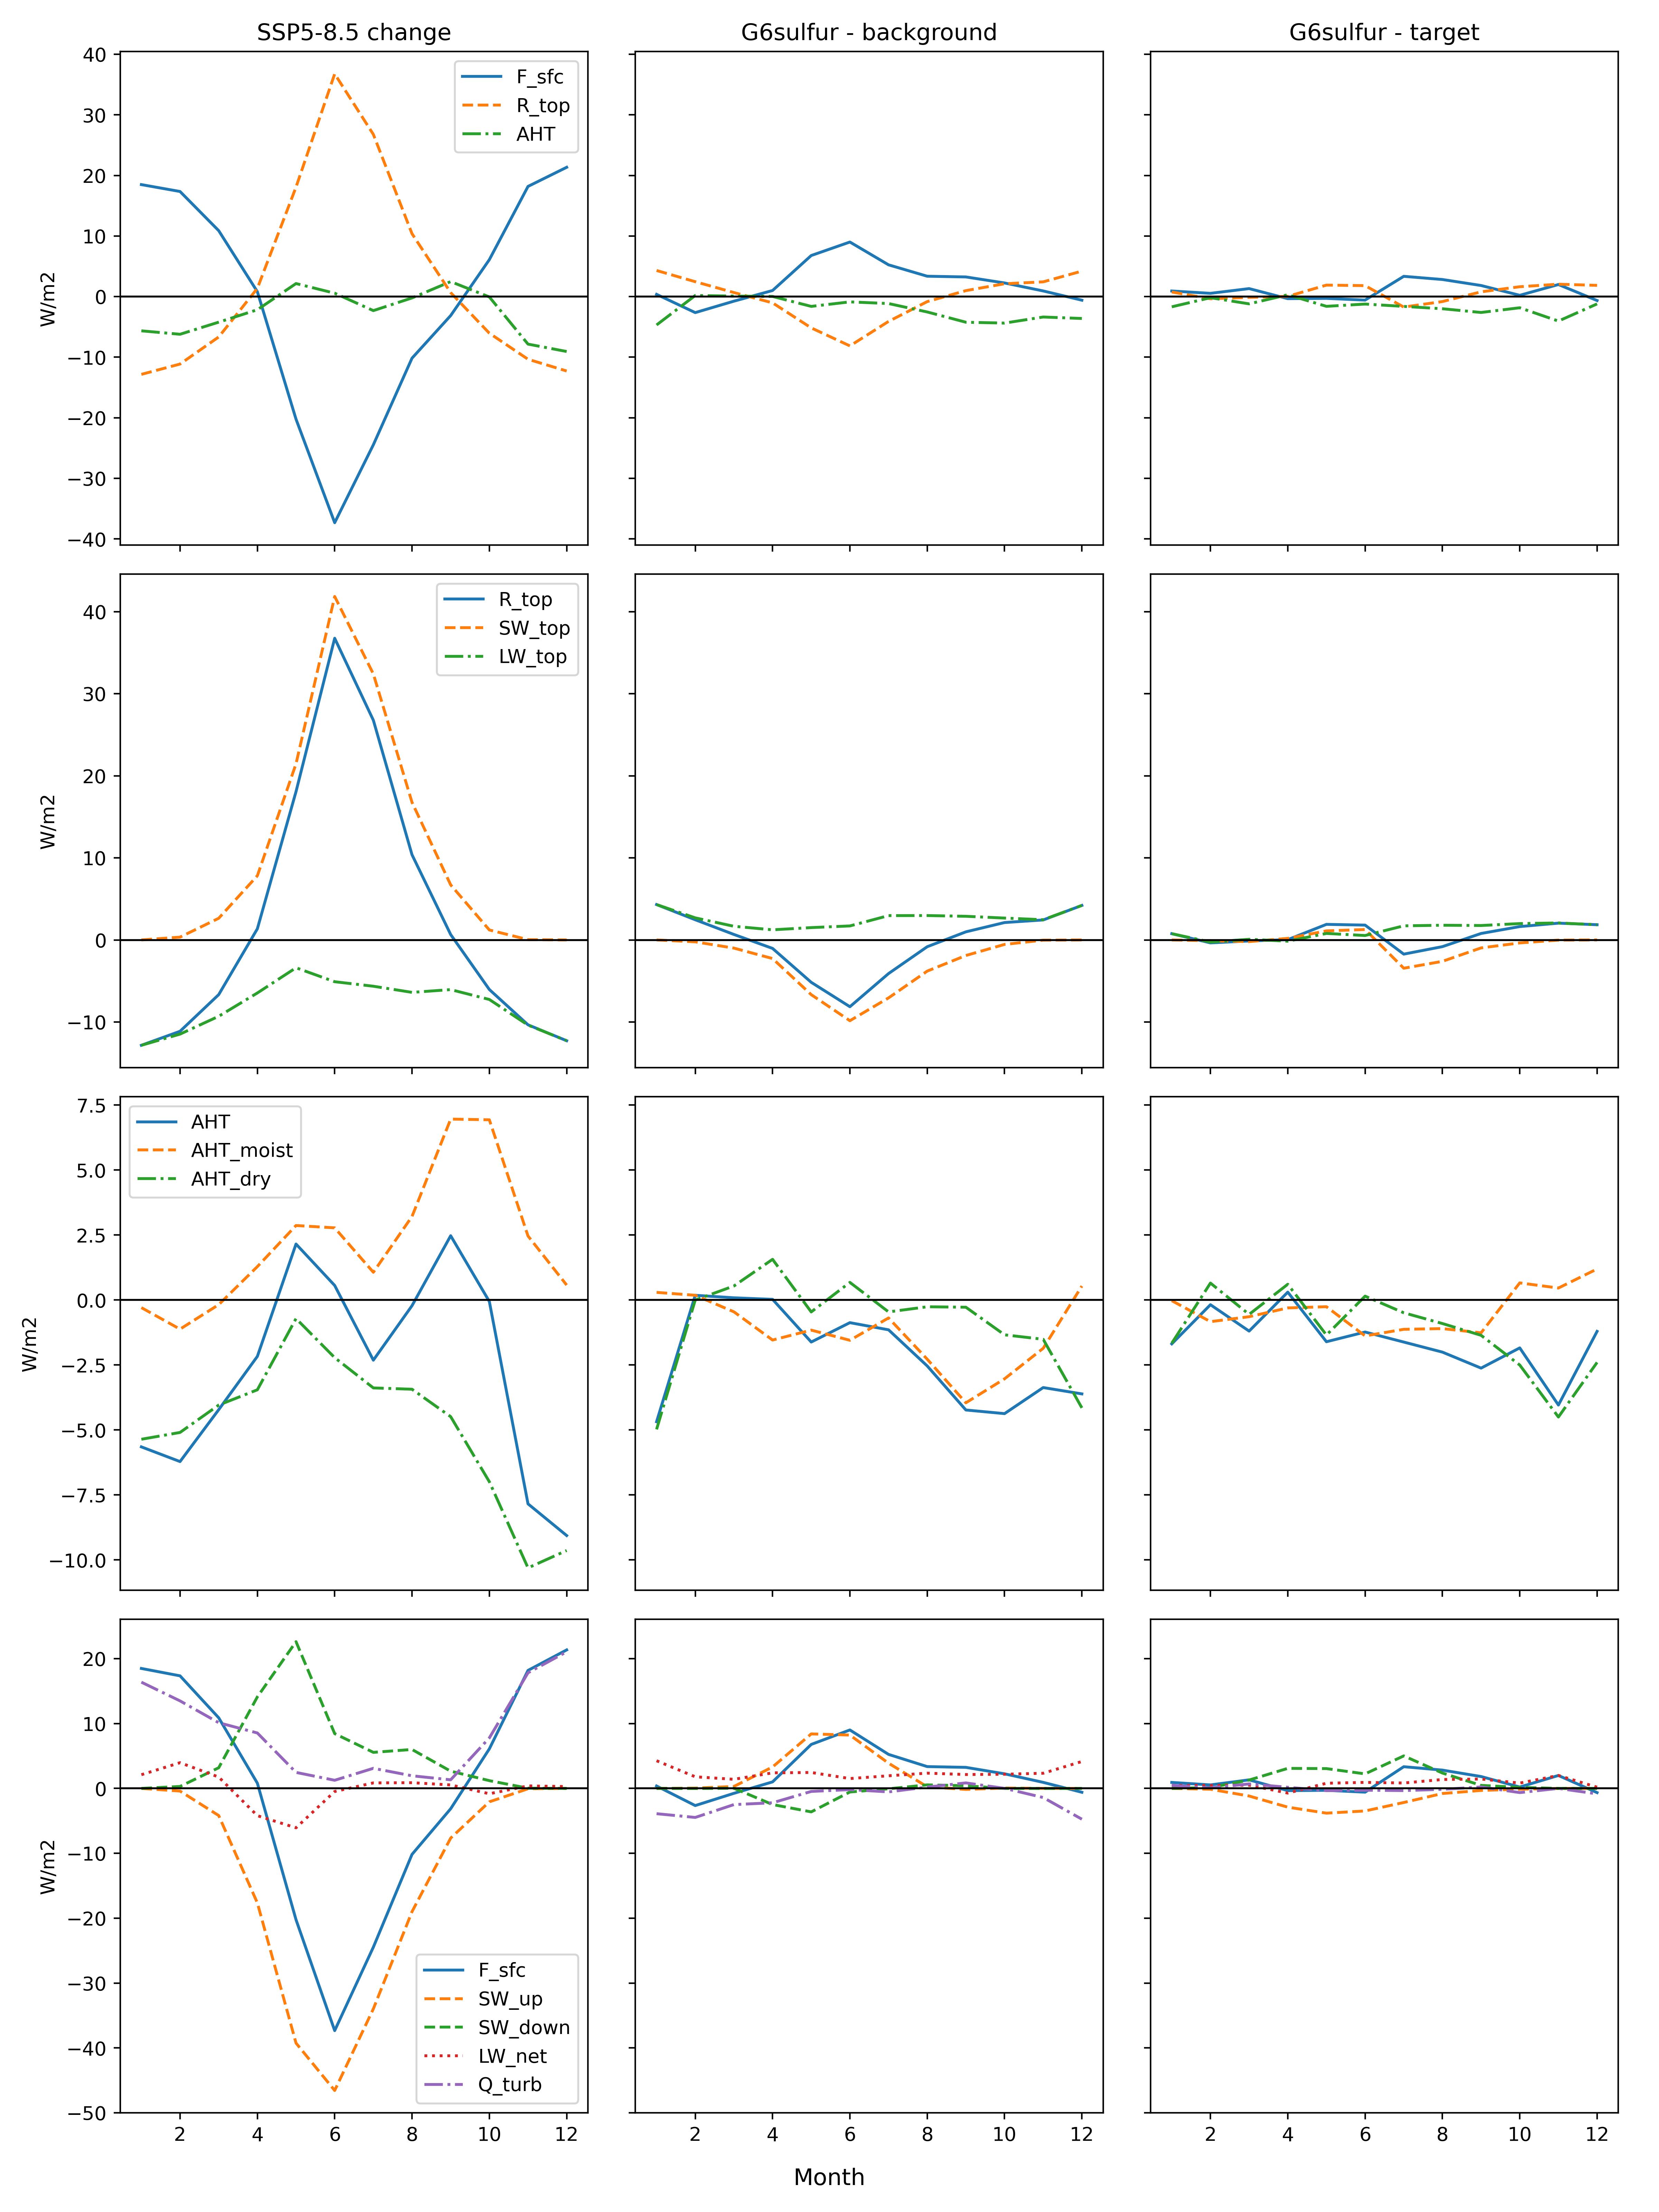 SSP5-8.5 change
G6sulfur - background
G6sulfur - target
40
30
20
10
0
−10
−20
−30
−40
W/m2
F_sfc
R_top
AHT
40
30
20
10
0
−10
W/m2
R_top
SW_top
LW_top
7.5
5.0
2.5
0.0
−2.5
−5.0
−7.5
−10.0
W/m2
AHT
AHT_moist
AHT_dry
20
10
0
−10
−20
−30
−40
−50
W/m2
F_sfc
SW_up
SW_down
LW_net
Q_turb
2 4 6 8 10 12
2 4 6 8 10 12
2 4 6 8 10 12
Month